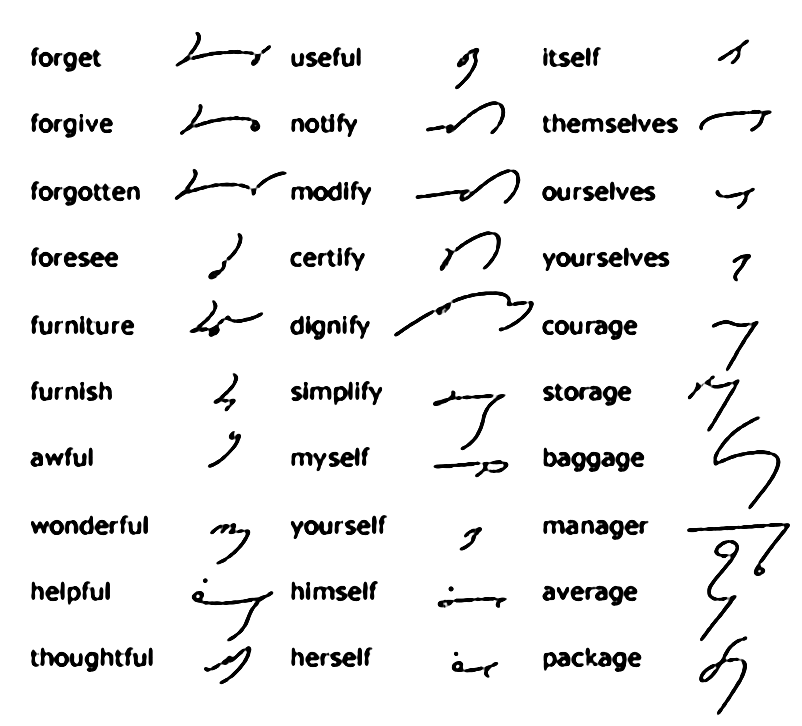 forget useful itself
forgive notify themselves
forgotten modify ourselves
foresee certify yourselves
furniture dignify courage
furnish simplify storage
awful myself baggage
wonderful yourself manager
helpful himself average
thoughtful herself package